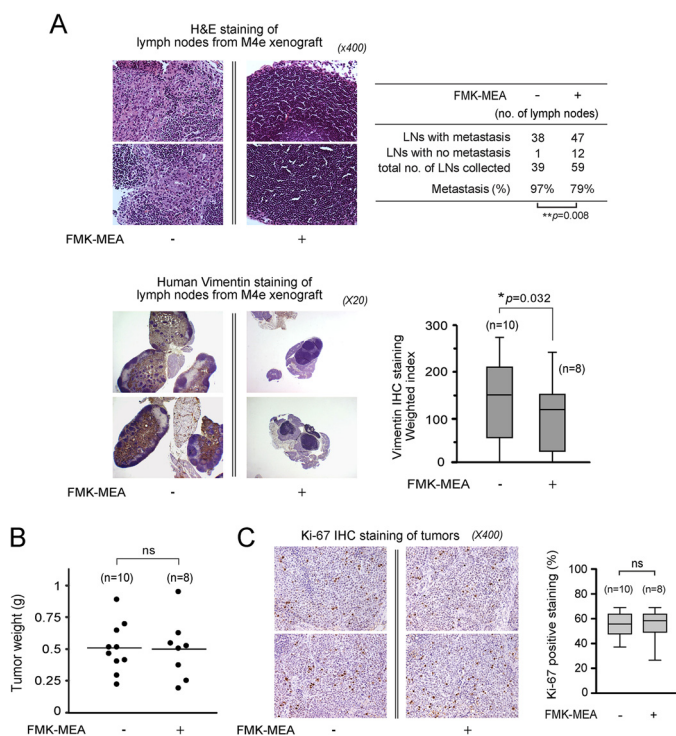 A
H&E staining of
lymph nodes from M4e xenograft
(x400)
FMK-MEA - +
FMK-MEA - +
(no. of lymph nodes)
LNs with metastasis 38 47
LNs with no metastasis 1 12
total no. of LNs collected 39 59
Metastasis (%) 97% 79%
**p=0.008
Human Vimentin staining of
lymph nodes from M4e xenograft
(X20)
FMK-MEA - +
*p=0.032
(n=10)
(n=8)
Vimentin IHC staining
Weighted index
300
200
100
0
FMK-MEA - +
B
ns
(n=10) (n=8)
Tumor weight (g)
1
0.75
0.5
0.25
FMK-MEA - +
C
Ki-67 IHC staining of tumors (X400)
FMK-MEA - +
ns
(n=10) (n=8)
Ki-67 positive staining (%)
100
80
60
40
20
0
FMK-MEA - +